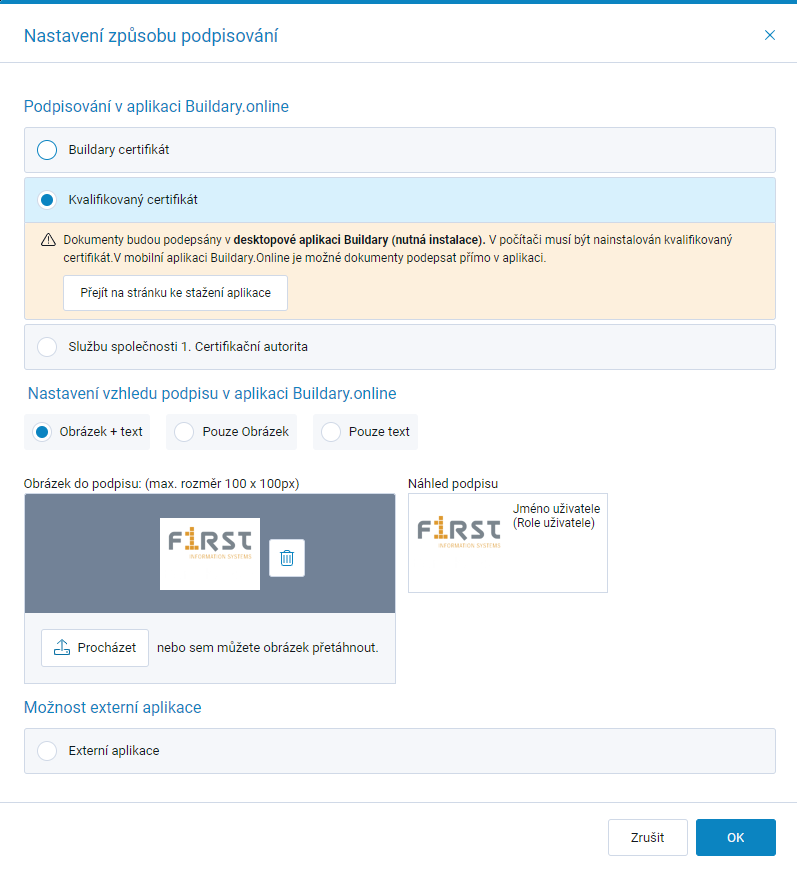 Nastavení způsobu podpisování
Podpisování v aplikaci Buildary.online
Buildary certifikát
Kvalifikovaný certifikát
Dokumenty budou podepsány v desktopové aplikaci Buildary (nutná instalace). V počítači musí být nainstalován kvalifikovaný
certifikát.V mobilní aplikaci Buildary.Online je možné dokumenty podepsat přímo v aplikaci.
Přejít na stránku ke stažení aplikace
Službu společnosti 1. Certifikační autorita
Nastavení vzhledu podpisu v aplikaci Buildary.online
Obrázek + text
Pouze Obrázek
Pouze text
Obrázek do podpisu: (max. rozměr 100 x 100px)
F1RST
INFORMATION SYSTEMS
Procházet
nebo sem můžete obrázek přetáhnout.
Náhled podpisu
F1RST
INFORMATION SYSTEMS
Jméno uživatele
(Role uživatele)
Možnost externí aplikace
Externí aplikace
Zrušit
OK